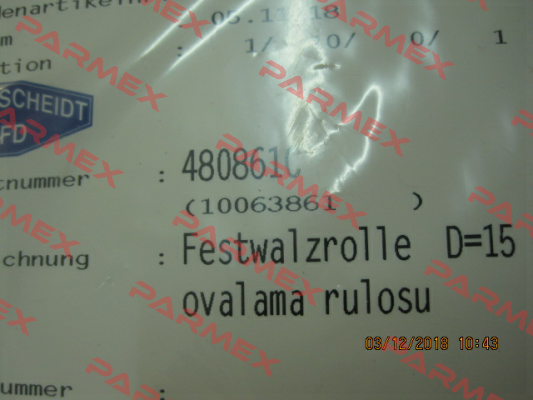 05.11.18
: 1/ 0/ 0/ 1
SCHEIDT
FD
: 480861
(10063861 )
chnung : Festwalzrolle D=15
ovalama rulosu
03/12/2018 10:43
ummer :
PARMEX